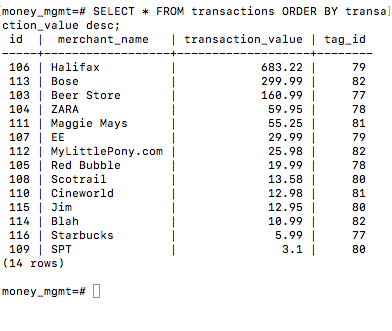 money_mgmt=# SELECT * FROM transactions ORDER BY transa
ction_value desc;
 id  |  merchant_name   | transaction_value | tag_id
-----+------------------+-------------------+--------
 106 | Halifax          |            683.22 |     79
 113 | Bose             |            299.99 |     82
 103 | Beer Store       |            160.99 |     77
 104 | ZARA             |             59.95 |     78
 111 | Maggie Mays      |             55.25 |     81
 107 | EE               |             29.99 |     79
 112 | MyLittlePony.com |             25.98 |     82
 105 | Red Bubble       |             19.99 |     78
 108 | Scotrail         |             13.58 |     80
 110 | Cineworld        |             12.98 |     81
 115 | Jim              |             12.95 |     80
 114 | Blah             |             10.99 |     82
 116 | Starbucks        |              5.99 |     77
 109 | SPT              |               3.1 |     80
(14 rows)
money_mgmt=#